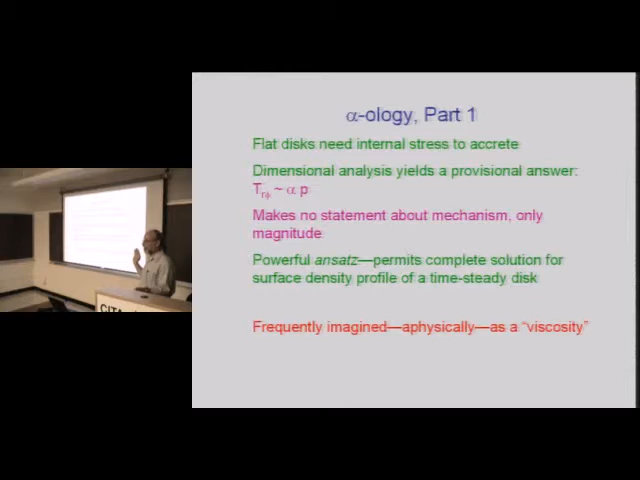 α-ology, Part 1
Flat disks need internal stress to accrete
Dimensional analysis yields a provisional answer:
Trϕ ~ α p
Makes no statement about mechanism, only
magnitude
Powerful ansatz—permits complete solution for
surface density profile of a time-steady disk
Frequently imagined—aphysically—as a “viscosity”
CITA